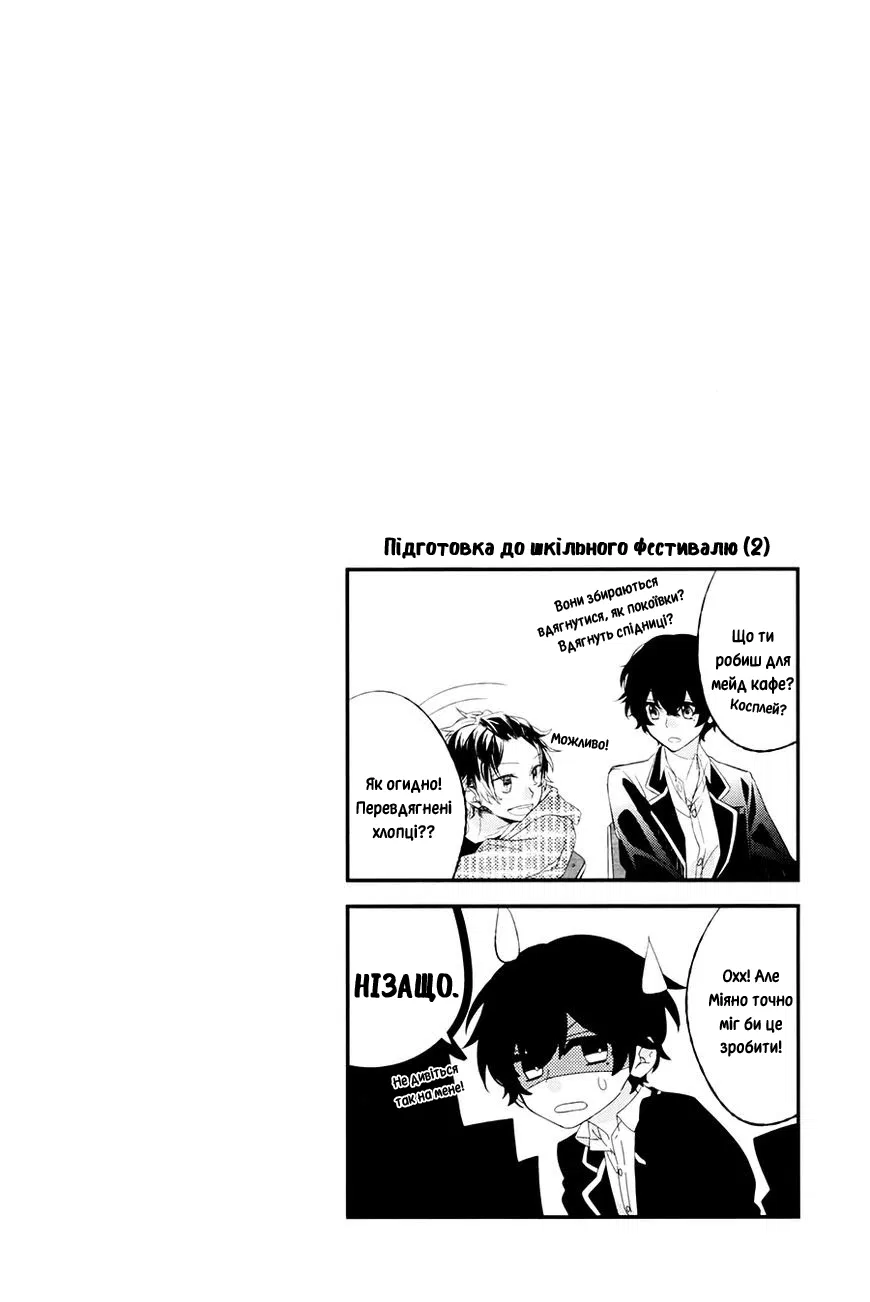 Підготовка до шкільного фестивалю (2)
Що ти
робиш для
мейд кафе?
Косплей?
Вони збираються
вдягнутися, як покоївки?
Вдягнуть спідниці?
Можливо!
Як огидно!
Перевдягнені
хлопці??
Охх! Але
Міяно точно
міг би це
зробити!
НІЗАЩО.
Не дивіться
так на мене!